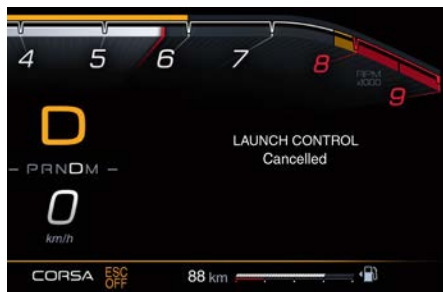 4 5 6 7 8 9
RPM
x1000
D
LAUNCH CONTROL
Cancelled
PRNDM
0
km/h
CORSA ESC OFF 88 km